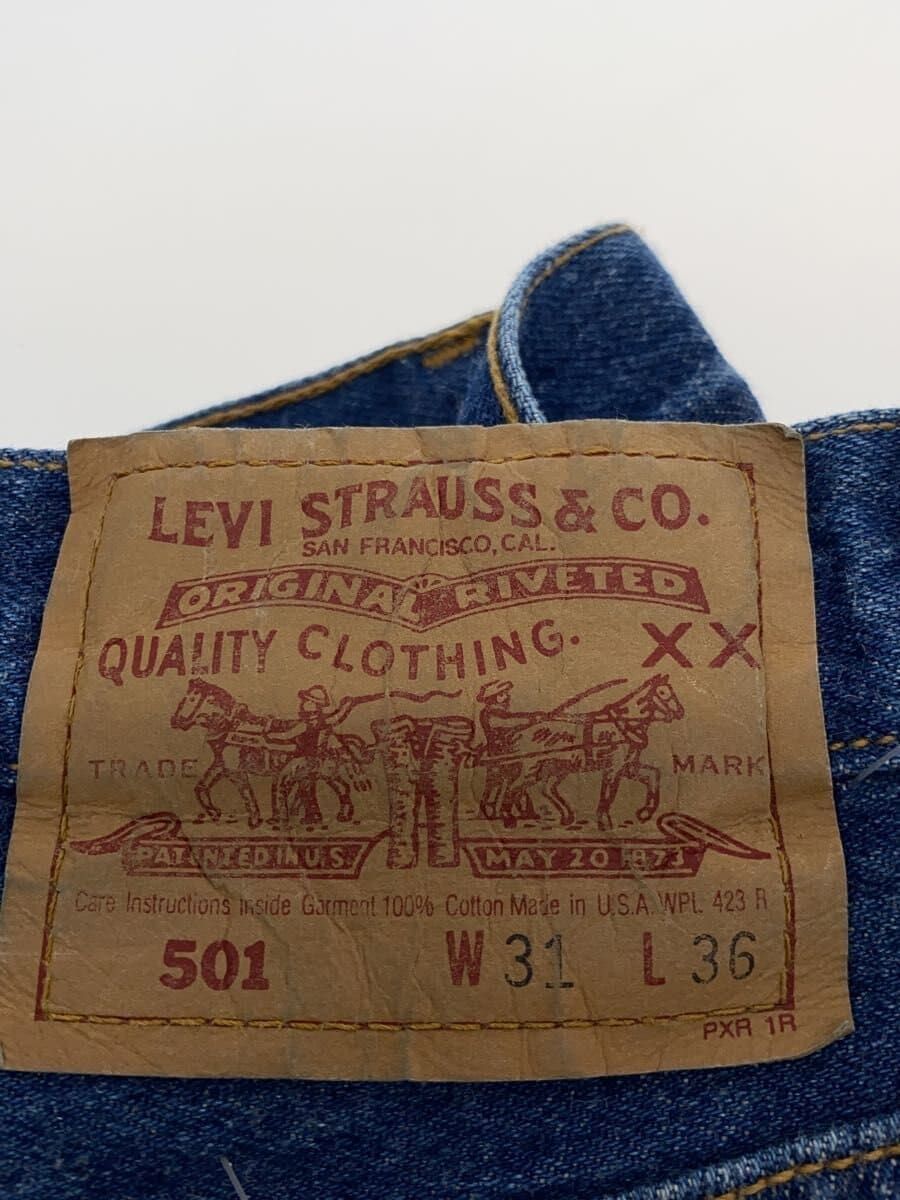 LEVI STRAUSS & CO.
SAN FRANCISCO, CAL.
ORIGINAL RIVETED
QUALITY CLOTHING. XX
TRADE MARK
PATENTED IN U.S. MAY 20 1873
Care Instructions Inside Garment 100% Cotton Made in U.S.A. WPL 423 R
501 W 31 L 36
PXR 1R